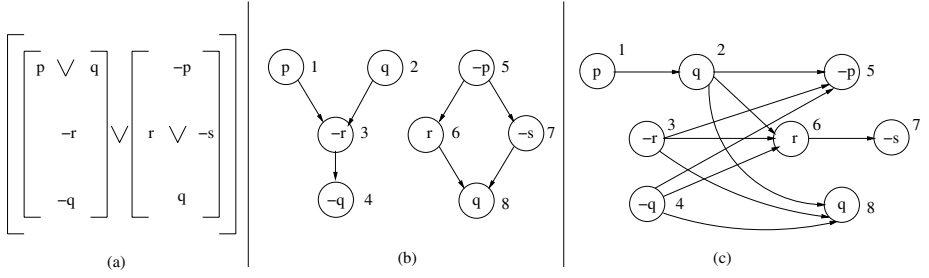 p ∨ q
−r
−q
∨
−p
r ∨ −s
q
(a)
p 1
q 2
−r 3
−q 4
−p 5
r 6
−s 7
q 8
(b)
p 1
q 2
−r 3
−q 4
−p 5
r 6
−s 7
q 8
(c)